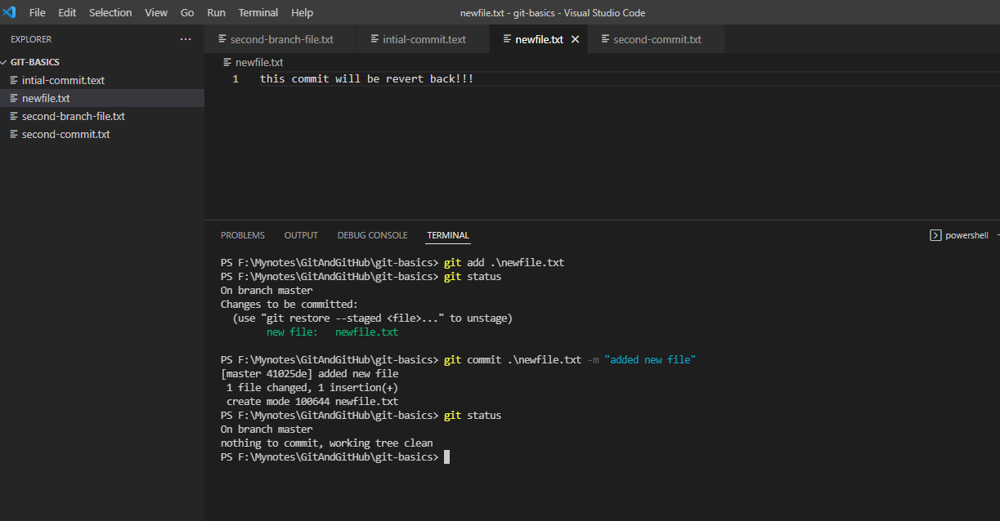 File Edit Selection View Go Run Terminal Help newfile.txt - git-basics - Visual Studio Code
EXPLORER ...
GIT-BASICS
intial-commit.text
newfile.txt
second-branch-file.txt
second-commit.txt
second-branch-file.txt intial-commit.text newfile.txt second-commit.txt
newfile.txt
1 this commit will be revert back!!!
PROBLEMS OUTPUT DEBUG CONSOLE TERMINAL powershell
PS F:\Mynotes\GitAndGitHub\git-basics> git add .\newfile.txt
PS F:\Mynotes\GitAndGitHub\git-basics> git status
On branch master
Changes to be committed:
  (use "git restore --staged <file>..." to unstage)
        new file:   newfile.txt
PS F:\Mynotes\GitAndGitHub\git-basics> git commit .\newfile.txt -m "added new file"
[master 41025de] added new file
 1 file changed, 1 insertion(+)
 create mode 100644 newfile.txt
PS F:\Mynotes\GitAndGitHub\git-basics> git status
On branch master
nothing to commit, working tree clean
PS F:\Mynotes\GitAndGitHub\git-basics>